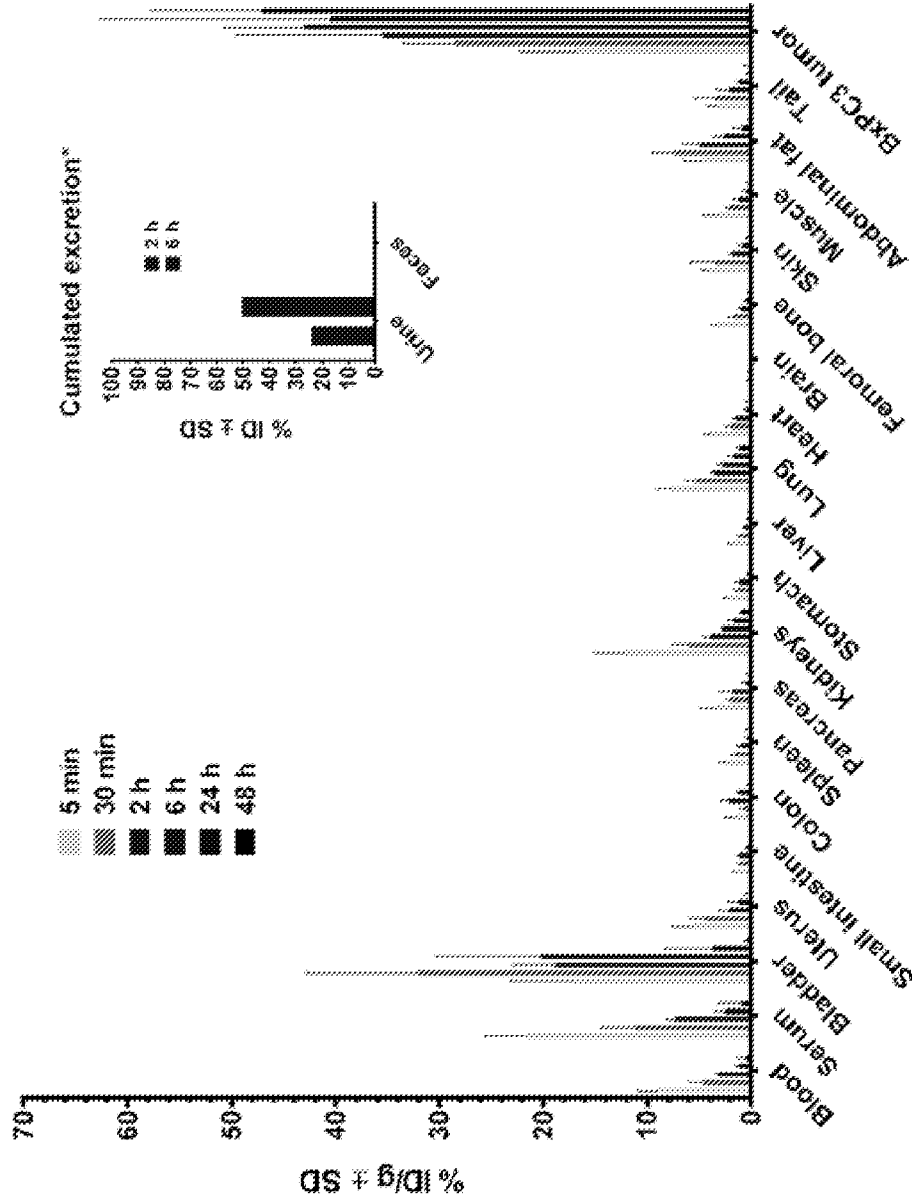 % ID/g ± SD
70
60
50
40
30
20
10
0
5 min
30 min
2 h
6 h
24 h
48 h
Cumulated excretion*
% ID ± SD
100
90
80
70
60
50
40
30
20
10
0
2 h
6 h
Urine
Feces
Blood
Serum
Bladder
Uterus
Small intestine
Colon
Spleen
Pancreas
Kidneys
Stomach
Liver
Lung
Heart
Brain
Femoral bone
Skin
Muscle
Abdominal fat
Tail
BxPC3 tumor